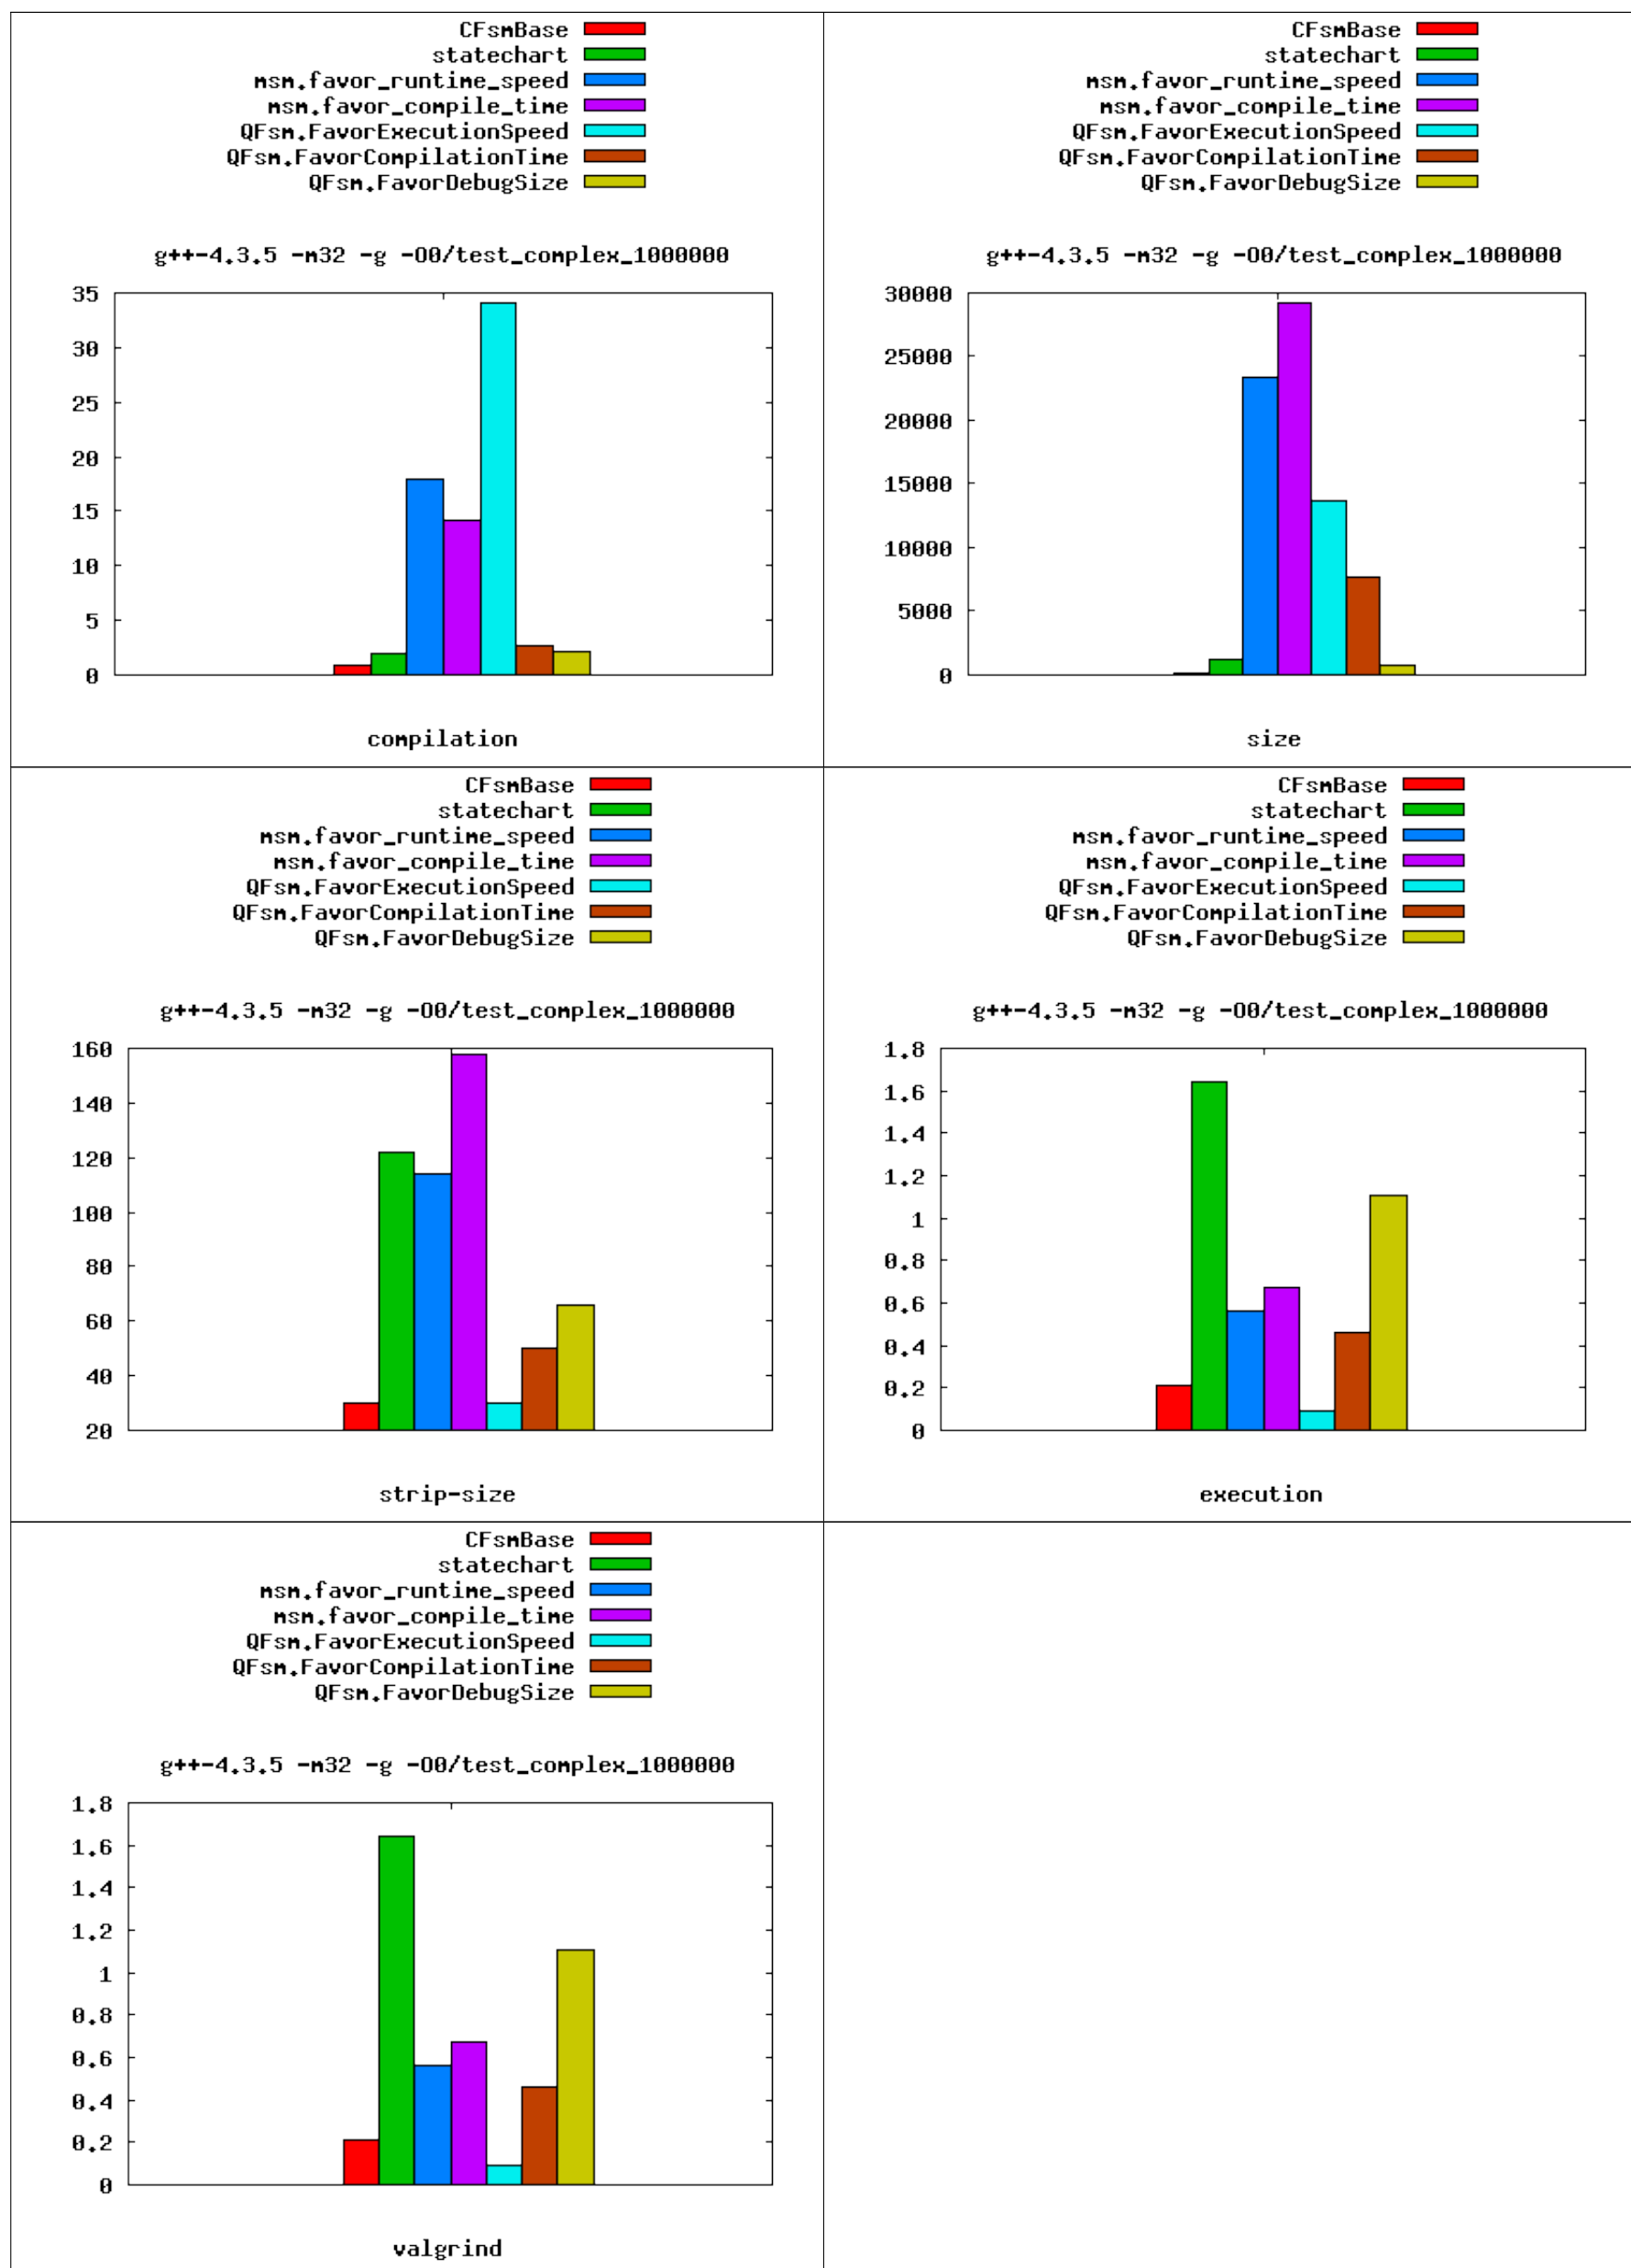 CFsmBase
statechart
msm.favor_runtime_speed
msm.favor_compile_time
QFsm.FavorExecutionSpeed
QFsm.FavorCompilationTime
QFsm.FavorDebugSize
g++-4.3.5 -m32 -g -O0/test_complex_1000000
35
30
25
20
15
10
5
0
compilation
CFsmBase
statechart
msm.favor_runtime_speed
msm.favor_compile_time
QFsm.FavorExecutionSpeed
QFsm.FavorCompilationTime
QFsm.FavorDebugSize
g++-4.3.5 -m32 -g -O0/test_complex_1000000
30000
25000
20000
15000
10000
5000
0
size
CFsmBase
statechart
msm.favor_runtime_speed
msm.favor_compile_time
QFsm.FavorExecutionSpeed
QFsm.FavorCompilationTime
QFsm.FavorDebugSize
g++-4.3.5 -m32 -g -O0/test_complex_1000000
160
140
120
100
80
60
40
20
strip-size
CFsmBase
statechart
msm.favor_runtime_speed
msm.favor_compile_time
QFsm.FavorExecutionSpeed
QFsm.FavorCompilationTime
QFsm.FavorDebugSize
g++-4.3.5 -m32 -g -O0/test_complex_1000000
1.8
1.6
1.4
1.2
1
0.8
0.6
0.4
0.2
0
execution
CFsmBase
statechart
msm.favor_runtime_speed
msm.favor_compile_time
QFsm.FavorExecutionSpeed
QFsm.FavorCompilationTime
QFsm.FavorDebugSize
g++-4.3.5 -m32 -g -O0/test_complex_1000000
1.8
1.6
1.4
1.2
1
0.8
0.6
0.4
0.2
0
valgrind